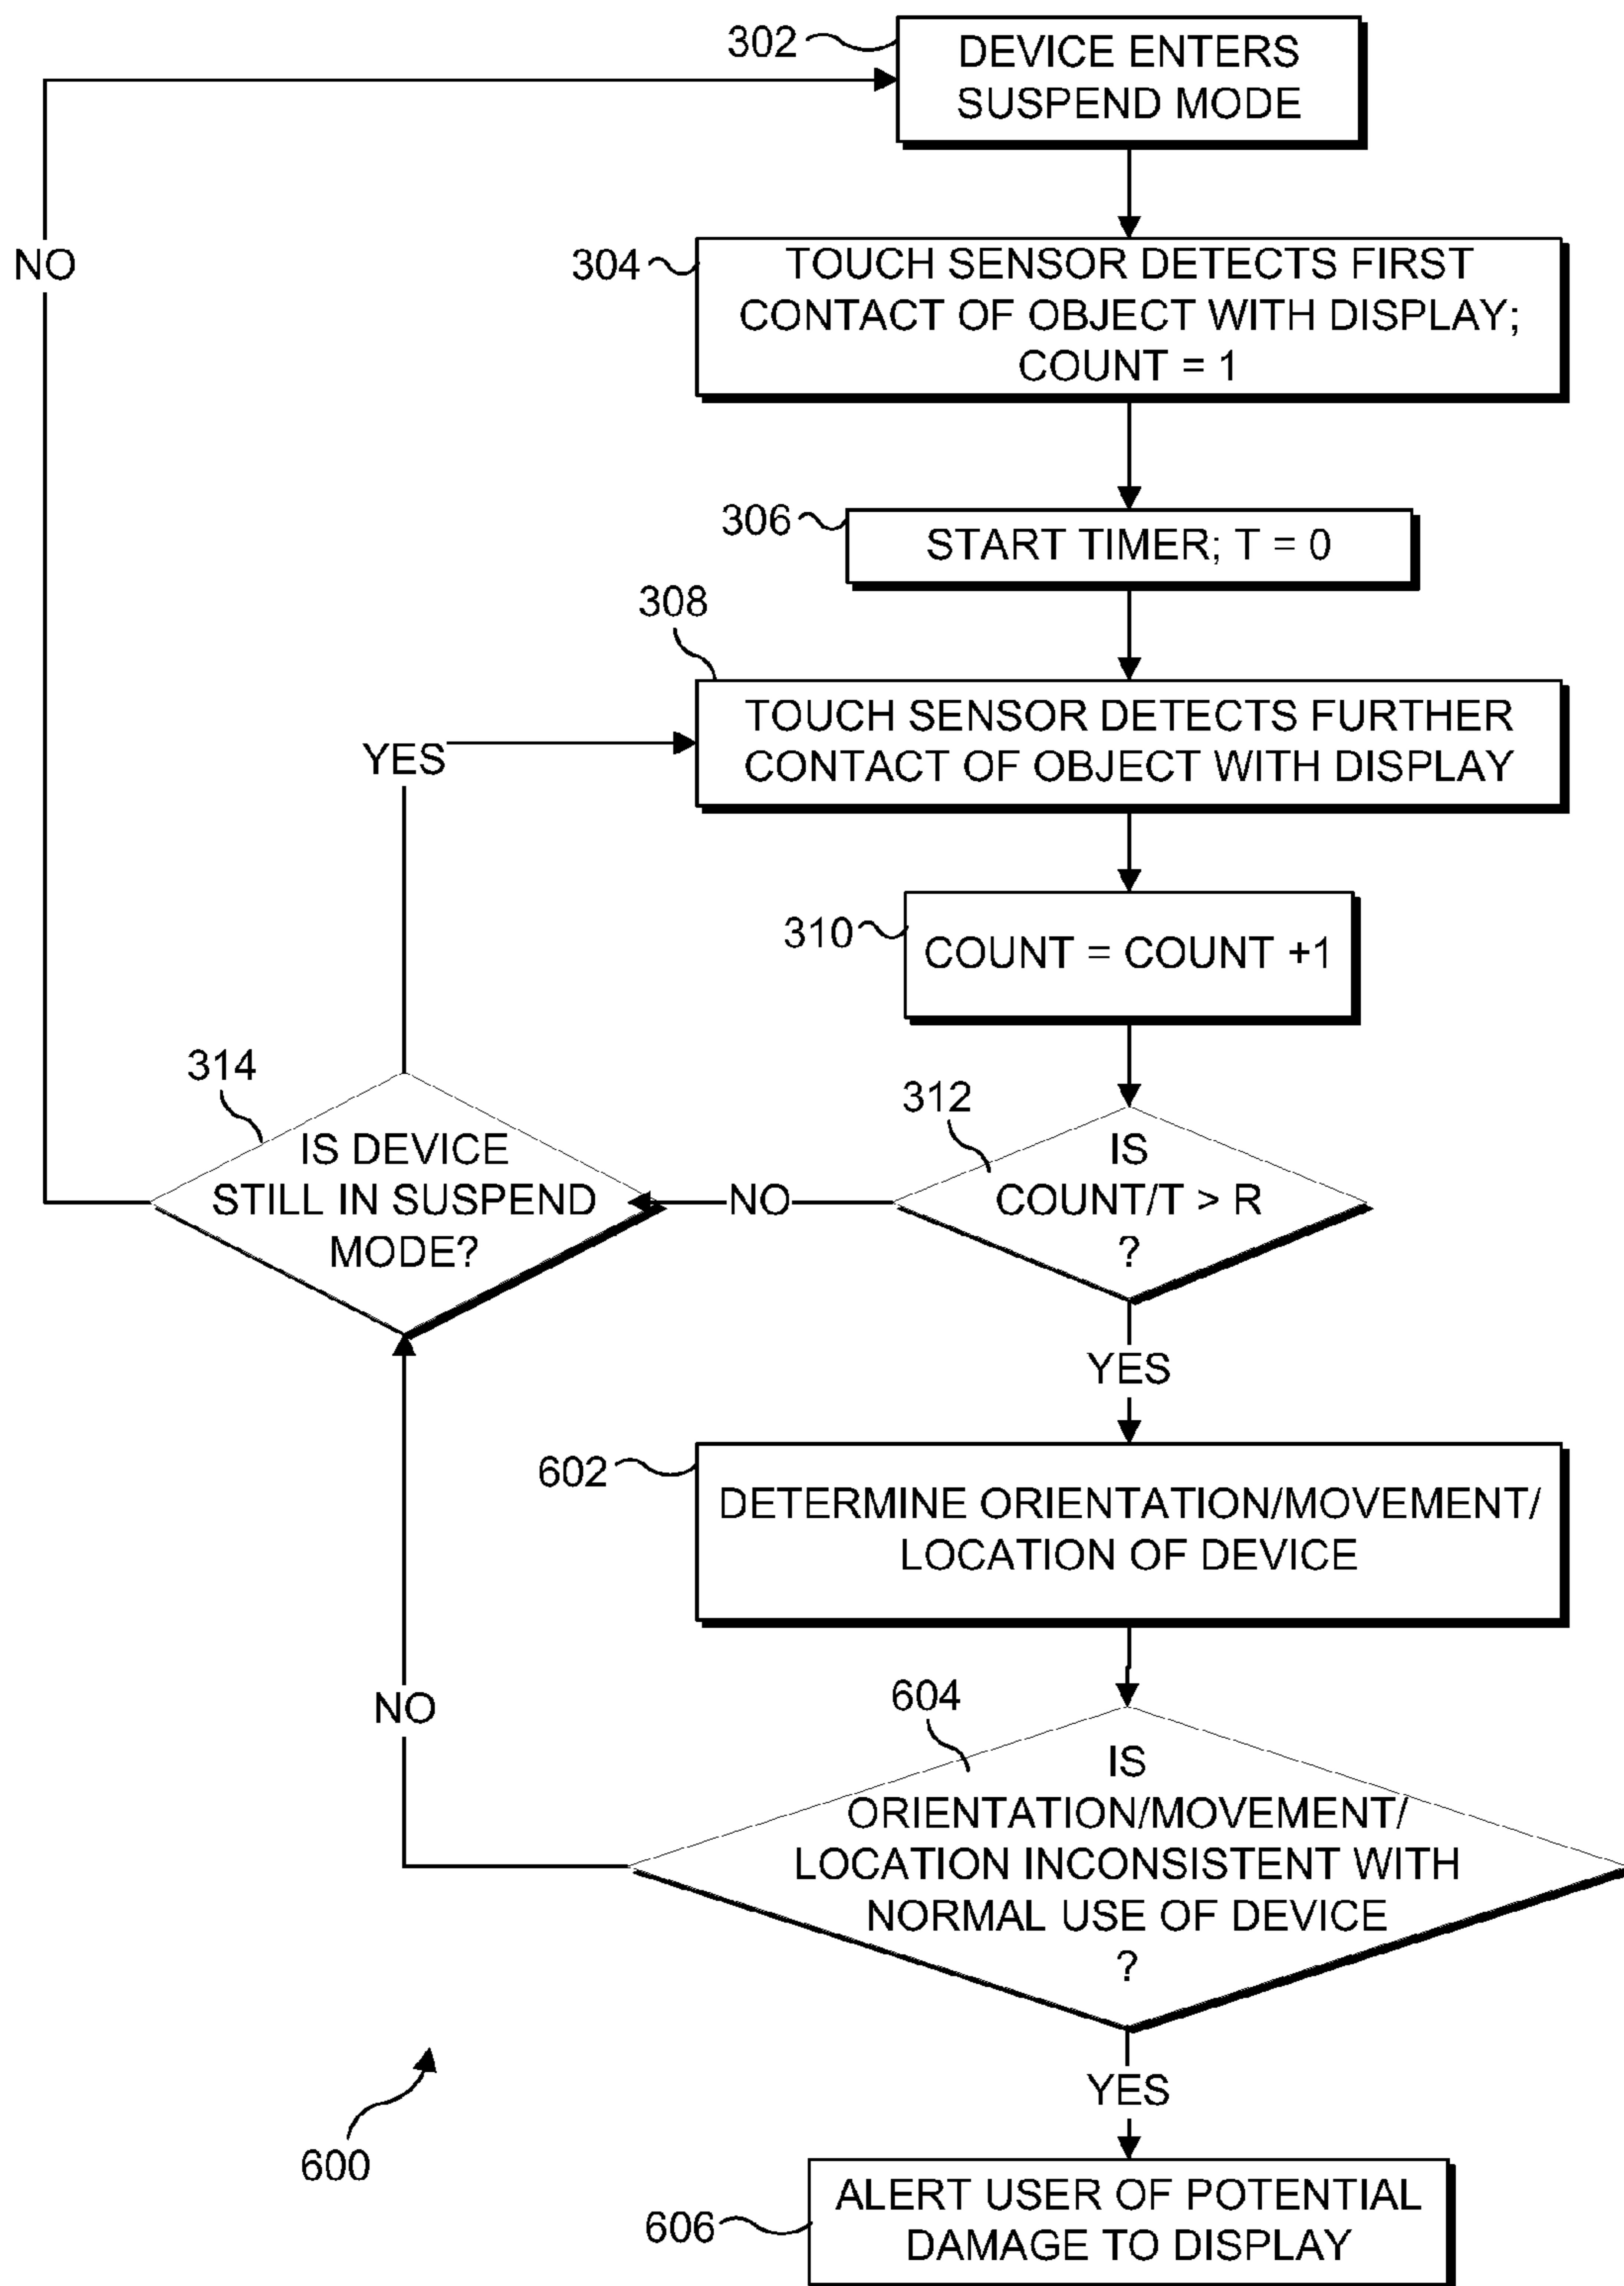 302
DEVICE ENTERS
SUSPEND MODE
NO
304
TOUCH SENSOR DETECTS FIRST
CONTACT OF OBJECT WITH DISPLAY;
COUNT = 1
306
START TIMER; T = 0
308
TOUCH SENSOR DETECTS FURTHER
CONTACT OF OBJECT WITH DISPLAY
YES
310
COUNT = COUNT +1
314
IS DEVICE
STILL IN SUSPEND
MODE?
NO
312
IS
COUNT/T > R
?
YES
602
DETERMINE ORIENTATION/MOVEMENT/
LOCATION OF DEVICE
NO
604
IS
ORIENTATION/MOVEMENT/
LOCATION INCONSISTENT WITH
NORMAL USE OF DEVICE
?
YES
600
606
ALERT USER OF POTENTIAL
DAMAGE TO DISPLAY